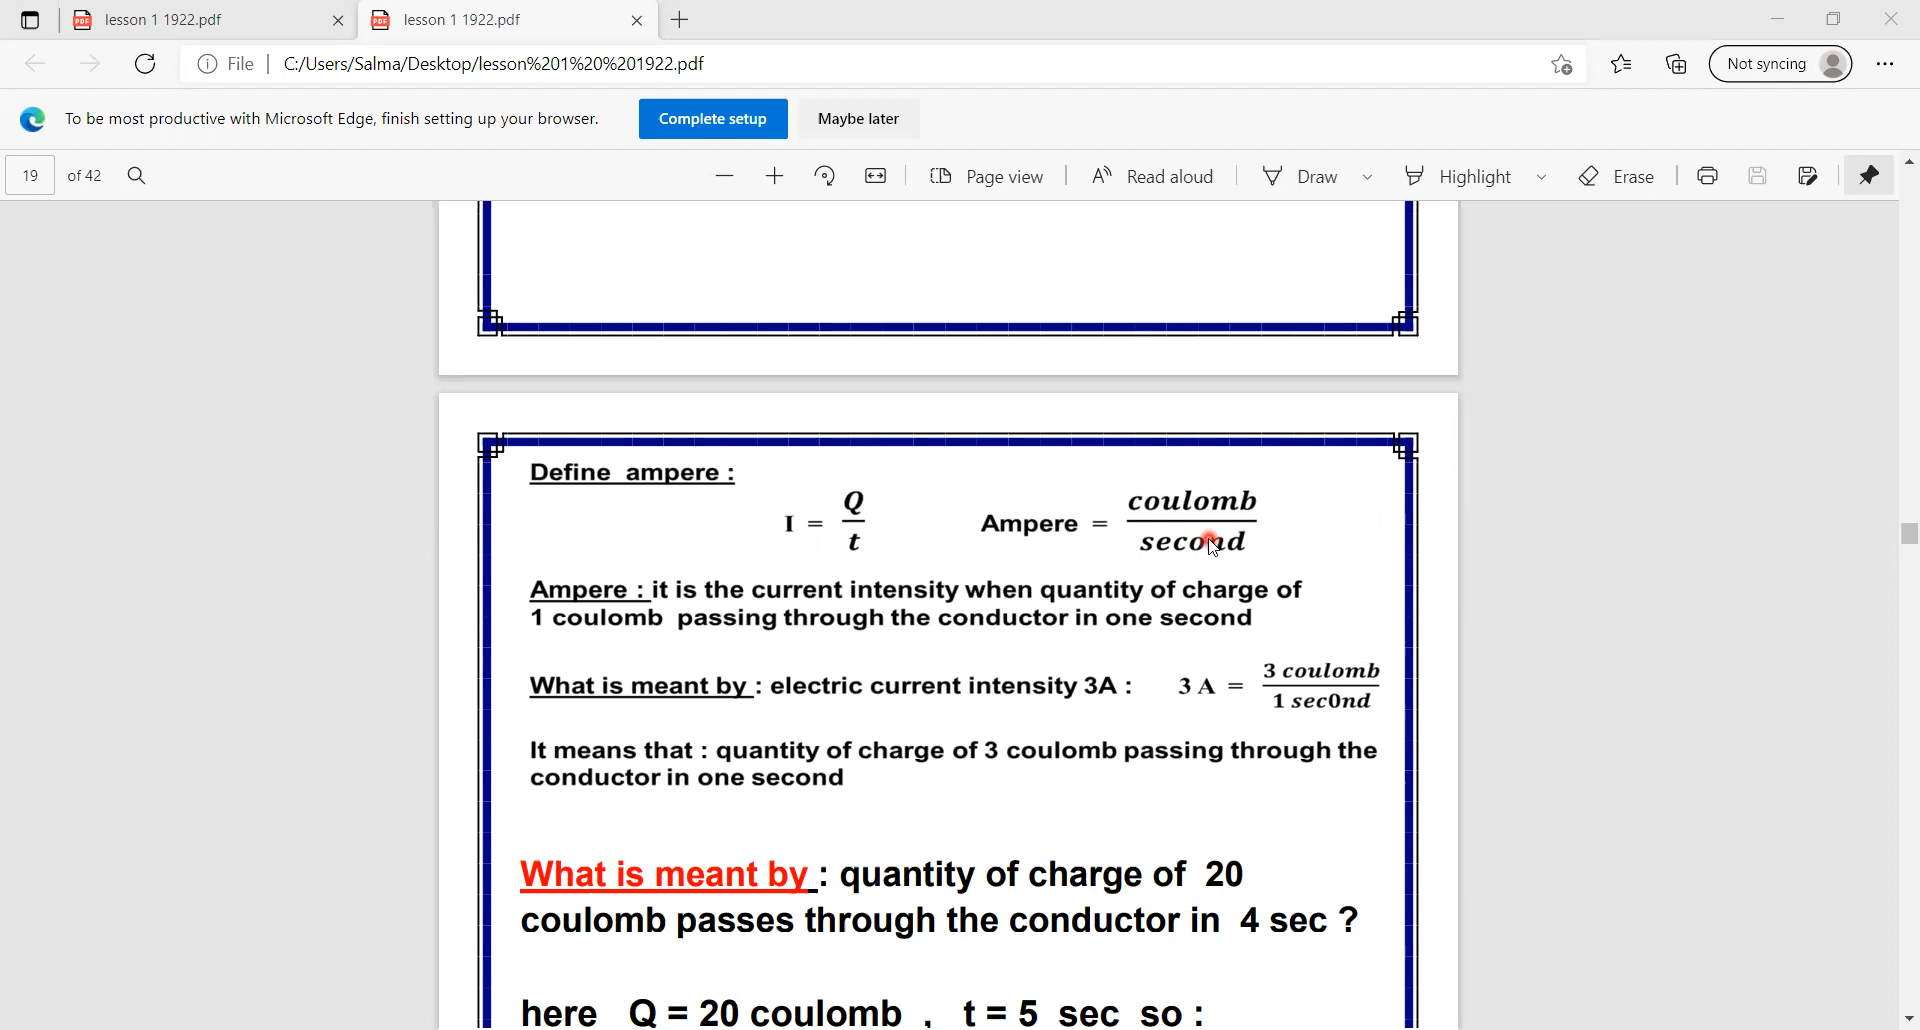 lesson 1 1922.pdf
lesson 1 1922.pdf
File
C:/Users/Salma/Desktop/lesson%201%20%201922.pdf
Not syncing
To be most productive with Microsoft Edge, finish setting up your browser.
Complete setup
Maybe later
19 of 42
Page view
Read aloud
Draw
Highlight
Erase
Define ampere :
I = Q/t
Ampere = coulomb/second
Ampere : it is the current intensity when quantity of charge of
1 coulomb passing through the conductor in one second
What is meant by : electric current intensity 3A : 3 A = 3 coulomb/1 sec0nd
It means that : quantity of charge of 3 coulomb passing through the
conductor in one second
What is meant by : quantity of charge of 20
coulomb passes through the conductor in 4 sec ?
here Q = 20 coulomb , t = 5 sec so :